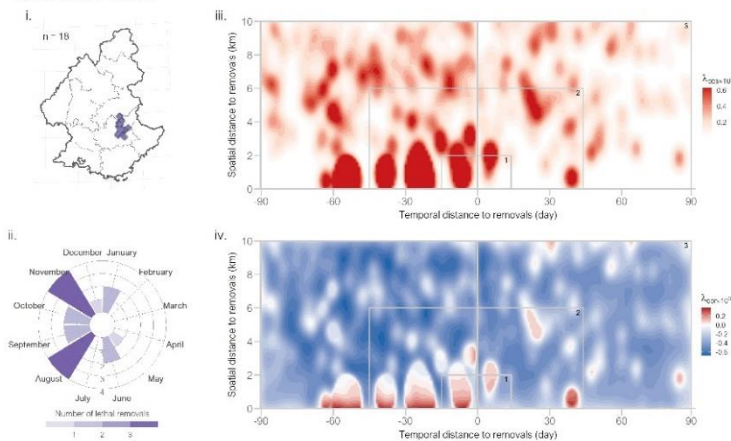 i.
n = 18
ii.
December January
November
February
October
March
September
April
August
May
July June
2
3
4
Number of lethal removals
1 2 3
iii.
Spatial distance to removals (km)
10
8
6
4
2
0
3
2
1
-90 -60 -30 0 30 60 90
Temporal distance to removals (day)
0.6
0.4
0.2
iv.
Spatial distance to removals (km)
10
8
6
4
2
0
3
2
1
-90 -60 -30 0 30 60 90
Temporal distance to removals (day)
0.2
0.0
-0.2
-0.4
-0.6